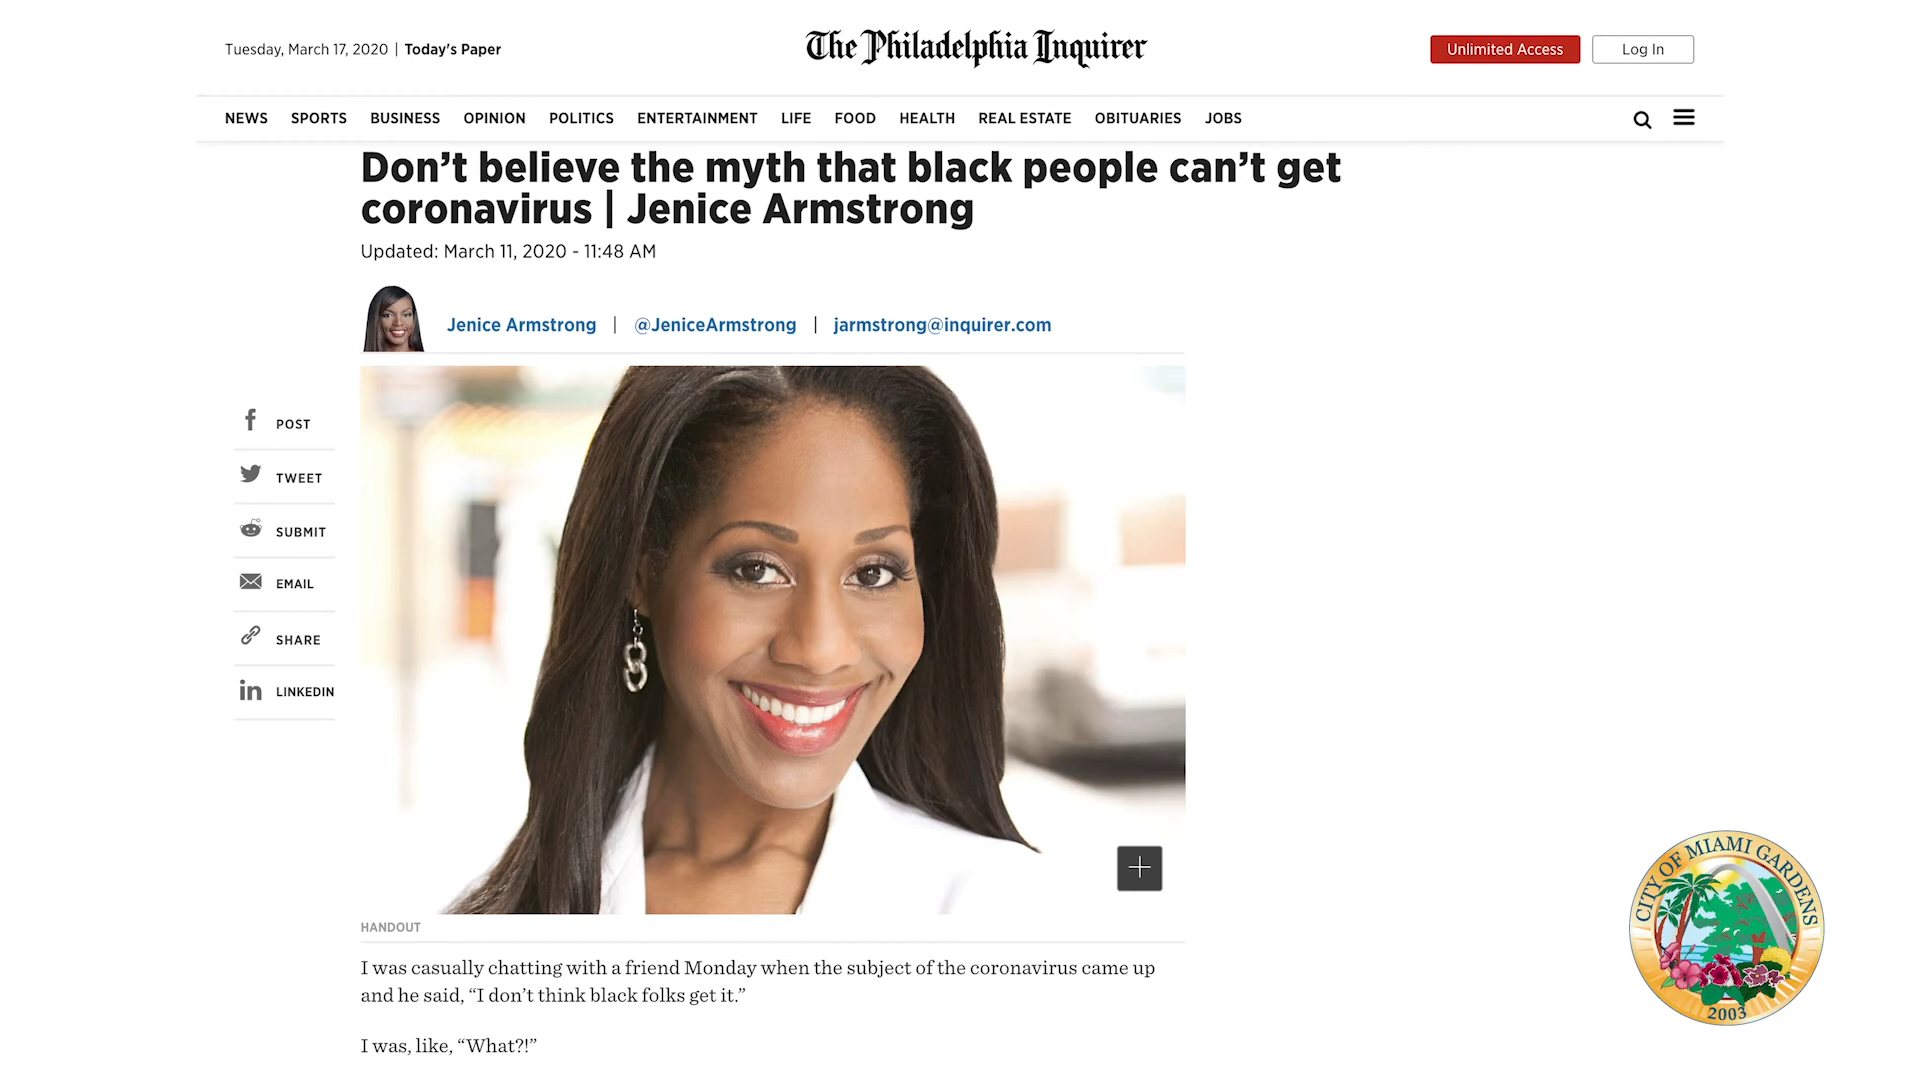 Tuesday, March 17, 2020 | Today's Paper
The Philadelphia Inquirer
Unlimited Access
Log In
NEWS SPORTS BUSINESS OPINION POLITICS ENTERTAINMENT LIFE FOOD HEALTH REAL ESTATE OBITUARIES JOBS
Don’t believe the myth that black people can’t get
coronavirus | Jenice Armstrong
Updated: March 11, 2020 - 11:48 AM
Jenice Armstrong | @JeniceArmstrong | jarmstrong@inquirer.com
POST
TWEET
SUBMIT
EMAIL
SHARE
LINKEDIN
HANDOUT
I was casually chatting with a friend Monday when the subject of the coronavirus came up
and he said, “I don’t think black folks get it.”
I was, like, “What?!”
CITY OF MIAMI GARDENS
2003